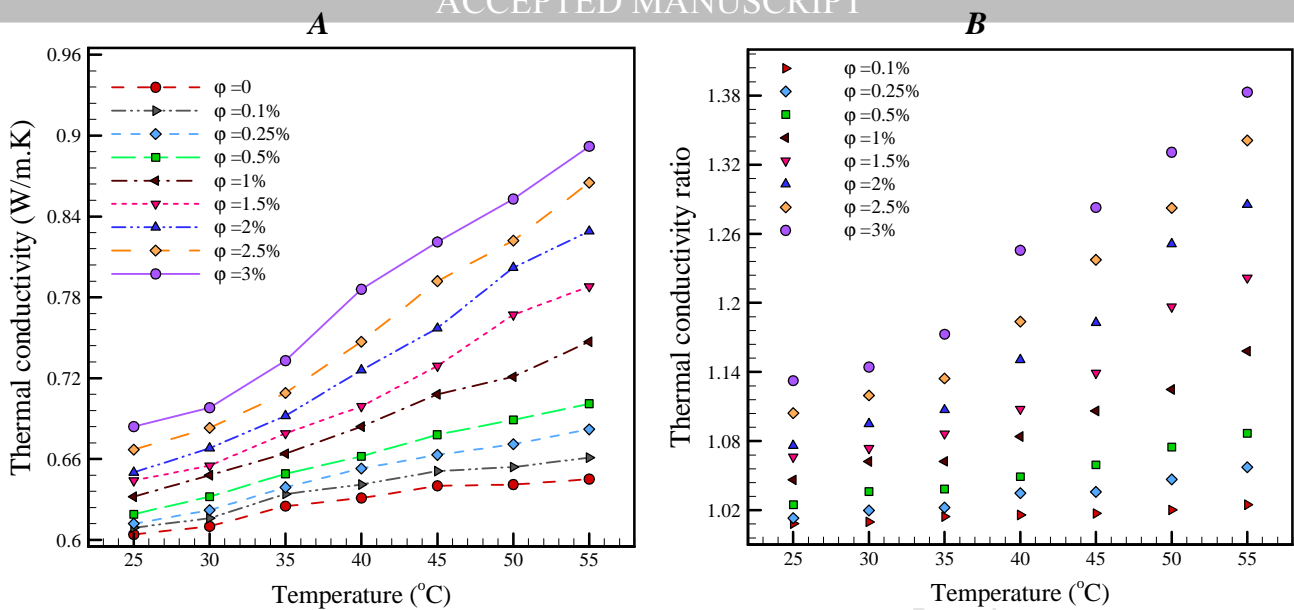 ACCEPTED MANUSCRIPT
A
B
Thermal conductivity (W/m.K)
0.96
0.9
0.84
0.78
0.72
0.66
0.6
φ =0
φ =0.1%
φ =0.25%
φ =0.5%
φ =1%
φ =1.5%
φ =2%
φ =2.5%
φ =3%
25 30 35 40 45 50 55
Temperature (°C)
Thermal conductivity ratio
1.38
1.32
1.26
1.2
1.14
1.08
1.02
φ =0.1%
φ =0.25%
φ =0.5%
φ =1%
φ =1.5%
φ =2%
φ =2.5%
φ =3%
25 30 35 40 45 50 55
Temperature (°C)